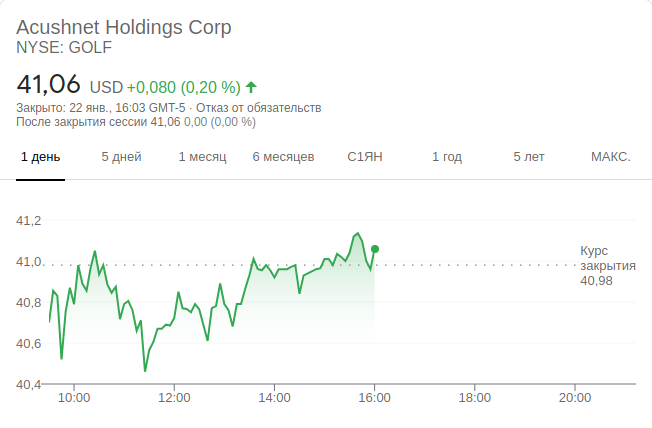 Acushnet Holdings Corp
NYSE: GOLF
41,06 USD +0,080 (0,20 %)
Закрыто: 22 янв., 16:03 GMT-5 · Отказ от обязательств
После закрытия сессии 41,06 0,00 (0,00 %)
1 день 5 дней 1 месяц 6 месяцев С1ЯН 1 год 5 лет МАКС.
41,2
41,0
40,8
40,6
40,4
Курс
закрытия
40,98
10:00 12:00 14:00 16:00 18:00 20:00